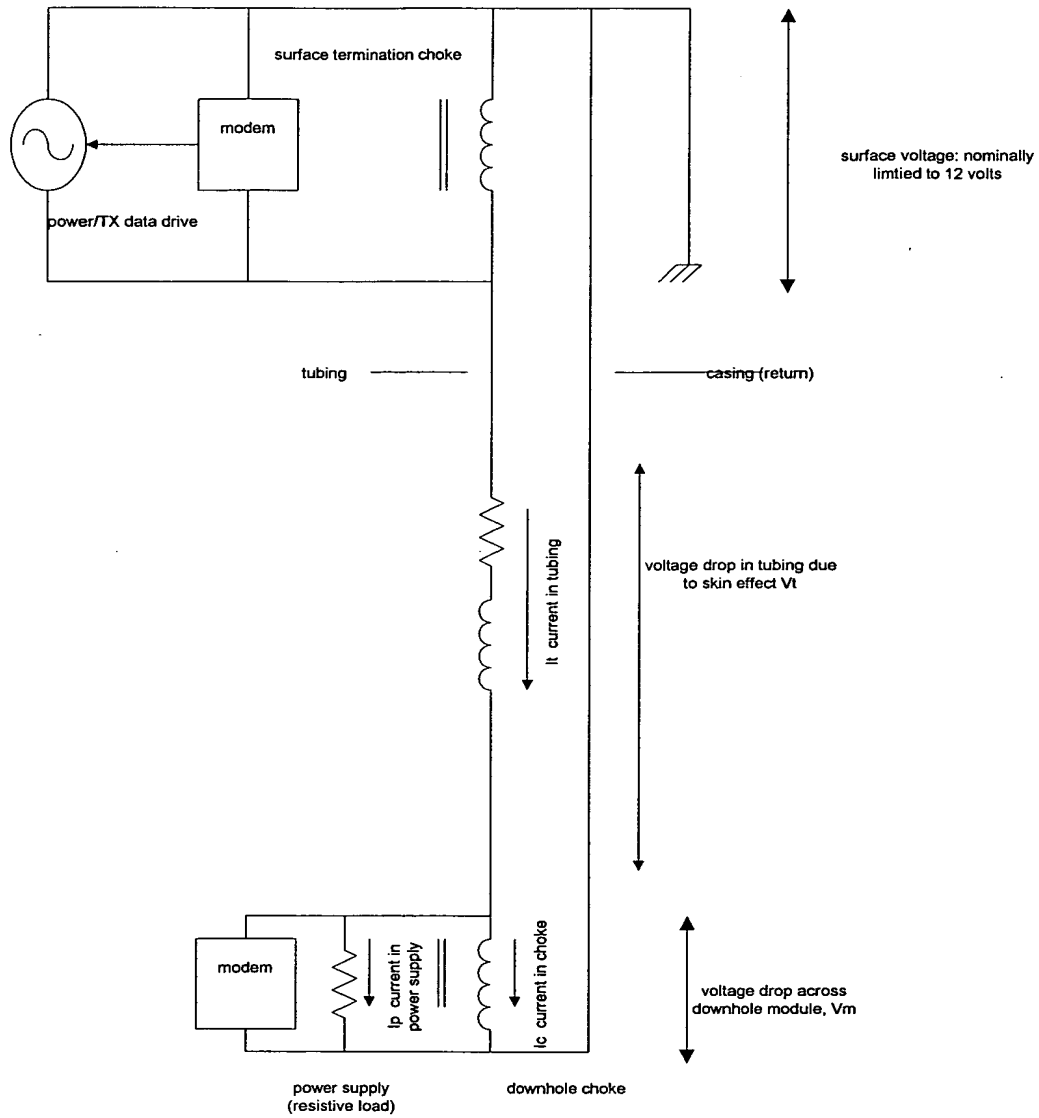 surface termination choke
modem
surface voltage: nominally
limtied to 12 volts
power/TX data drive
tubing
casing (return)
It current in tubing
voltage drop in tubing due
to skin effect Vt
modem
Ip current in
power supply
Ic current in choke
voltage drop across
downhole module, Vm
power supply
(resistive load)
downhole choke